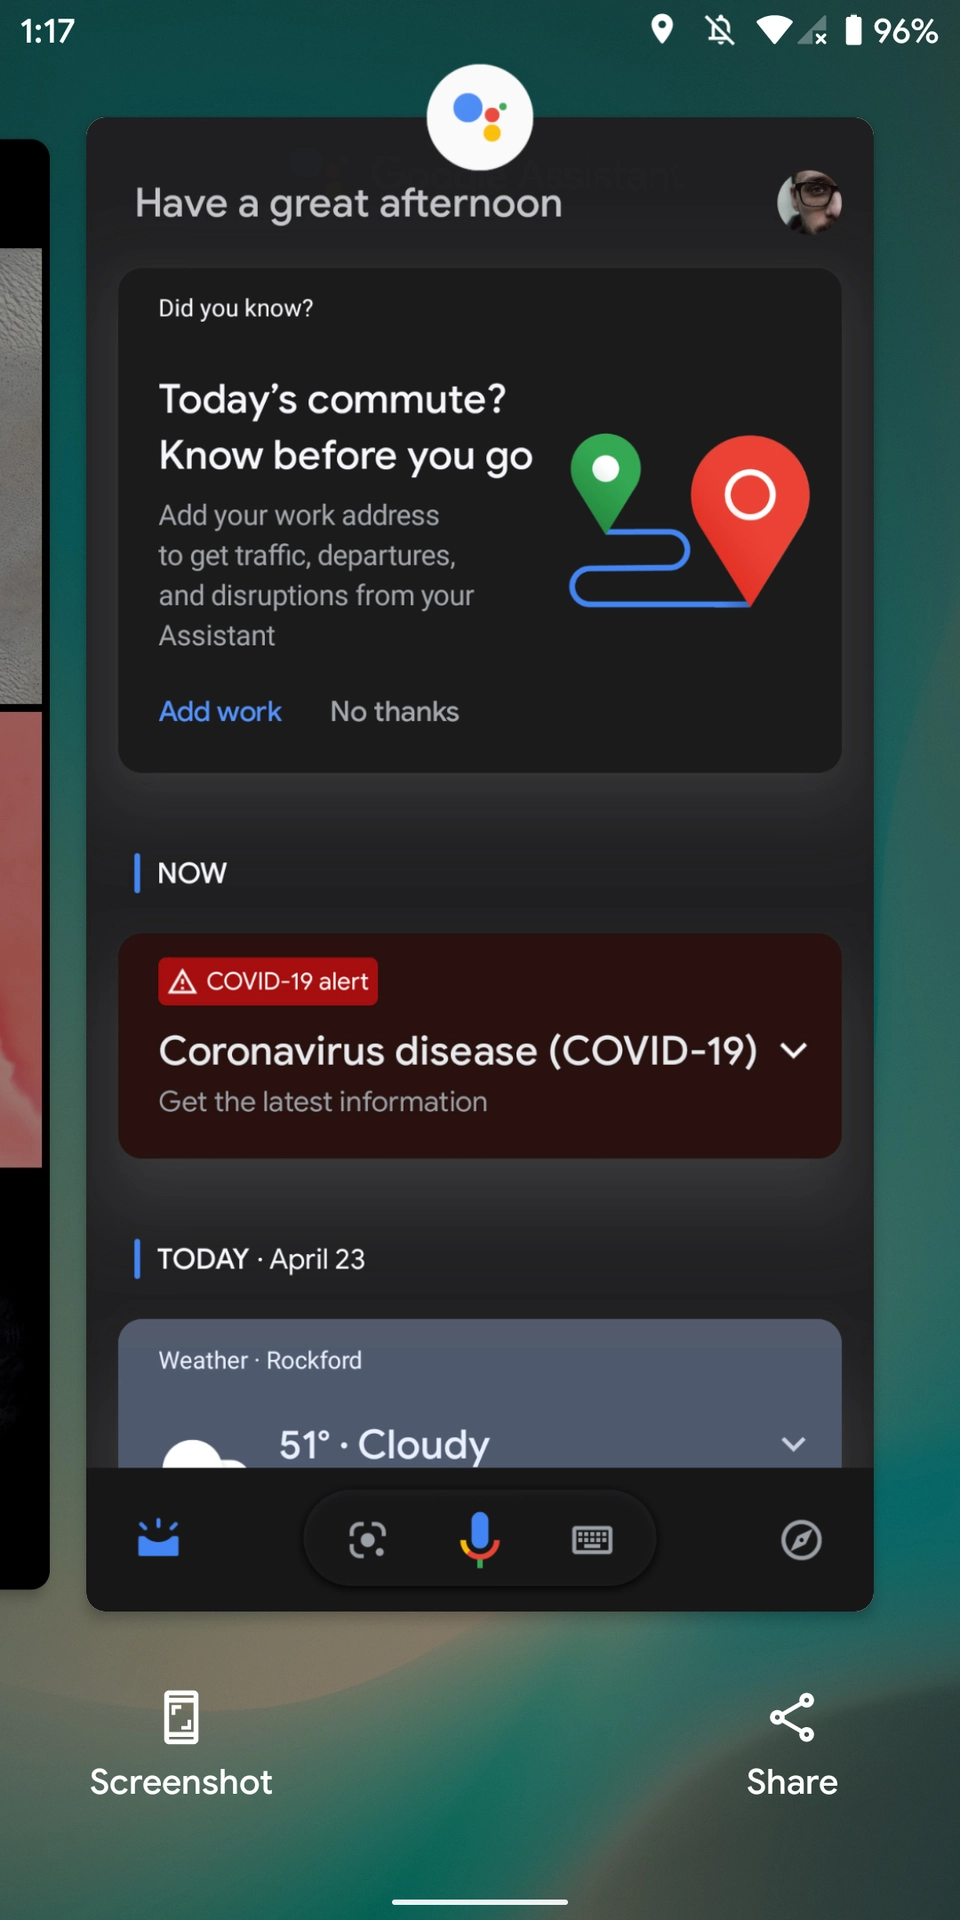 1:17
96%
Have a great afternoon
Did you know?
Today's commute?
Know before you go
Add your work address
to get traffic, departures,
and disruptions from your
Assistant
Add work No thanks
NOW
COVID-19 alert
Coronavirus disease (COVID-19)
Get the latest information
TODAY · April 23
Weather · Rockford
51° · Cloudy
Screenshot
Share